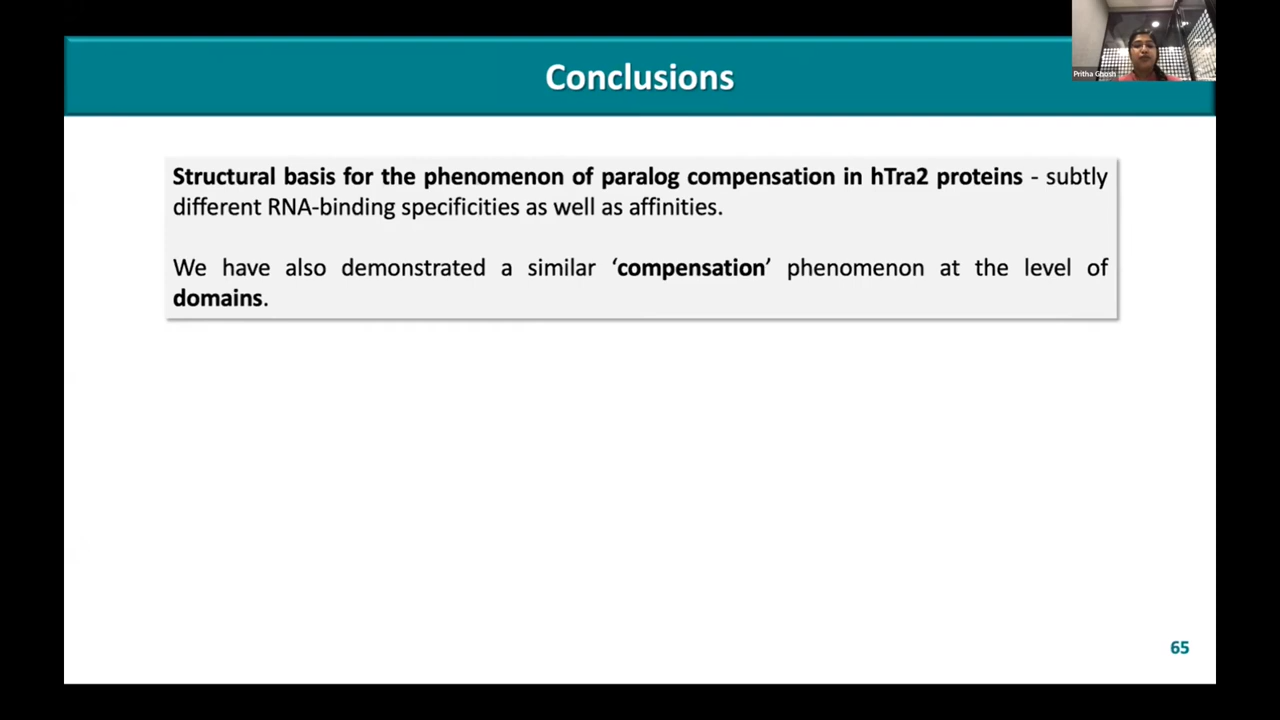 Conclusions
Pritha Ghosh
Structural basis for the phenomenon of paralog compensation in hTra2 proteins - subtly
different RNA-binding specificities as well as affinities.
We have also demonstrated a similar ‘compensation’ phenomenon at the level of
domains.
65